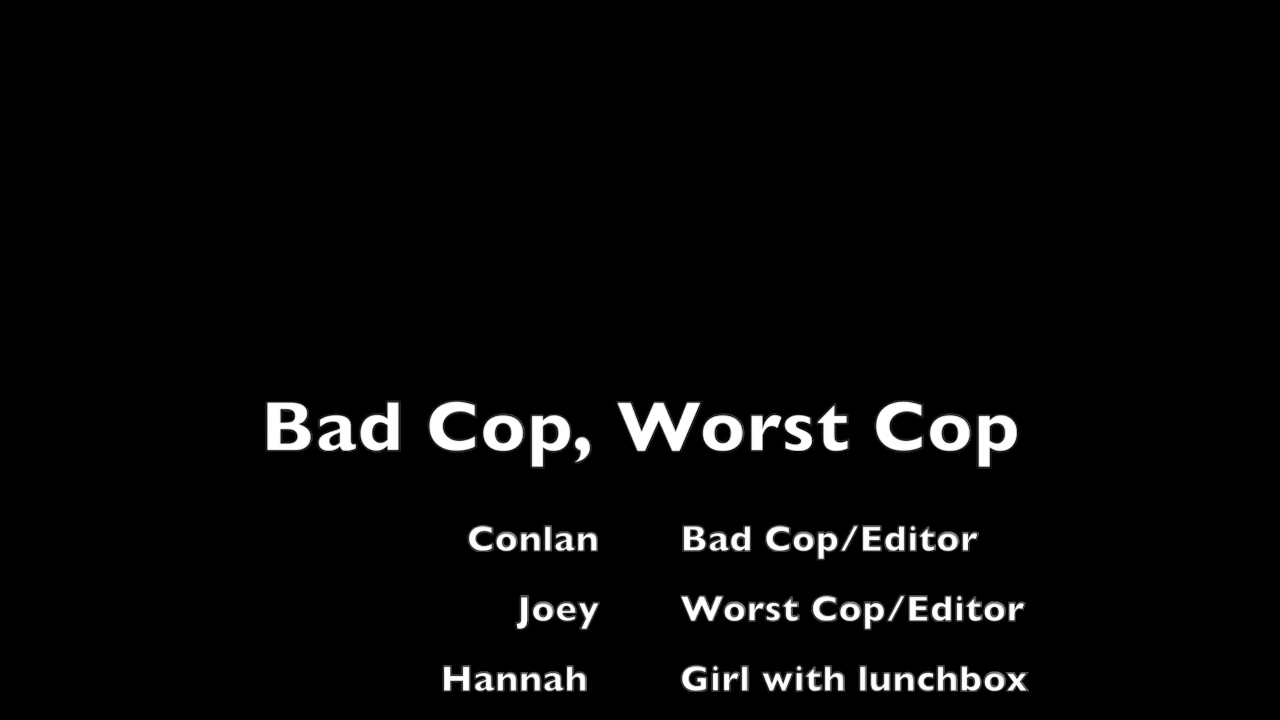 Bad Cop, Worst Cop
Conlan Bad Cop/Editor
Joey Worst Cop/Editor
Hannah Girl with lunchbox